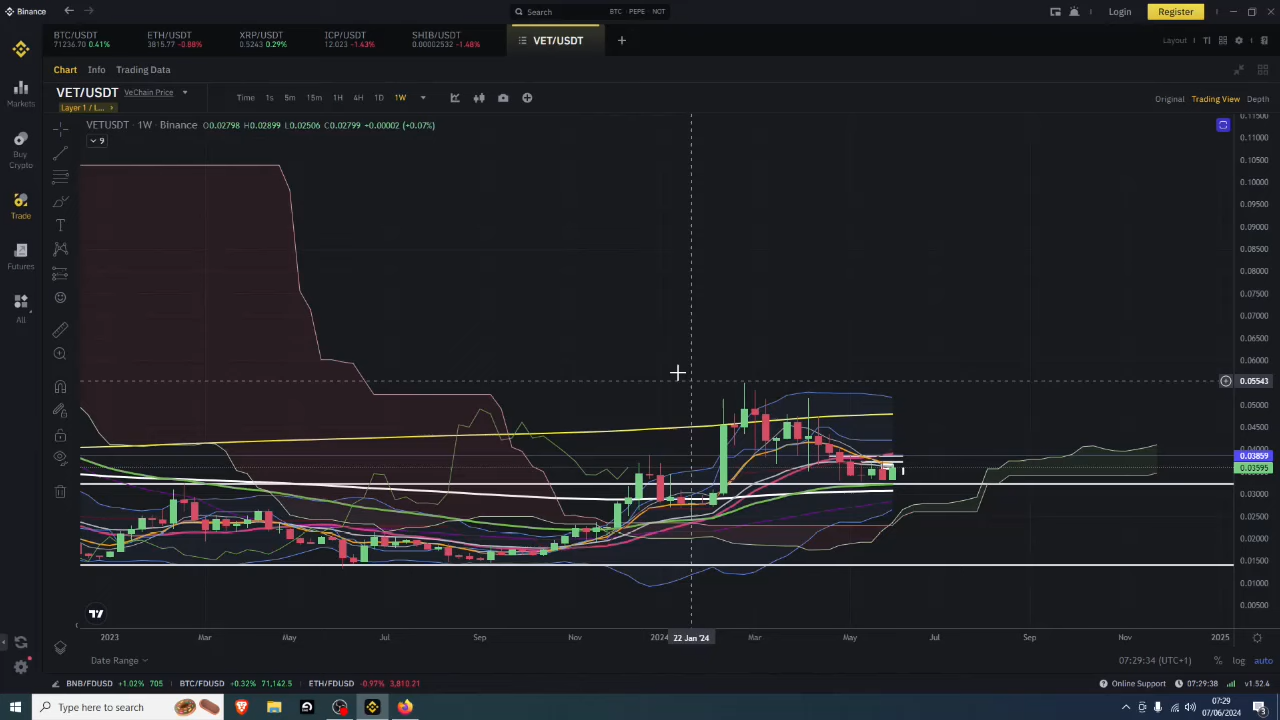 Binance
Search BTC · PEPE · NOT
Login
Register
BTC/USDT
71236.70 0.41%
ETH/USDT
3815.77 -0.88%
XRP/USDT
0.5243 0.29%
ICP/USDT
12.023 -1.43%
SHIB/USDT
0.00002532 -1.48%
VET/USDT
Layout
Chart Info Trading Data
VET/USDT VeChain Price
Layer 1 / L...
Time 1s 5m 15m 1H 4H 1D 1W
Original Trading View Depth
Markets
Buy
Crypto
Trade
Futures
All
VETUSDT · 1W · Binance O0.02798 H0.02899 L0.02506 C0.02799 +0.00002 (+0.07%)
9
0.11500
0.11000
0.10500
0.10000
0.09500
0.09000
0.08500
0.08000
0.07500
0.07000
0.06500
0.06000
0.05543
0.05000
0.04500
0.03859
0.03595
0.03000
0.02500
0.02000
0.01500
0.01000
0.00500
2023 Mar May Jul Sep Nov 2024 22 Jan '24 Mar May Jul Sep Nov 2025
Date Range
07:29:34 (UTC+1) % log auto
BNB/FDUSD +1.02% 705 BTC/FDUSD +0.32% 71,142.5 ETH/FDUSD -0.97% 3,810.21
Online Support 07:29:38 v1.52.4
Type here to search
07:29
07/06/2024
3